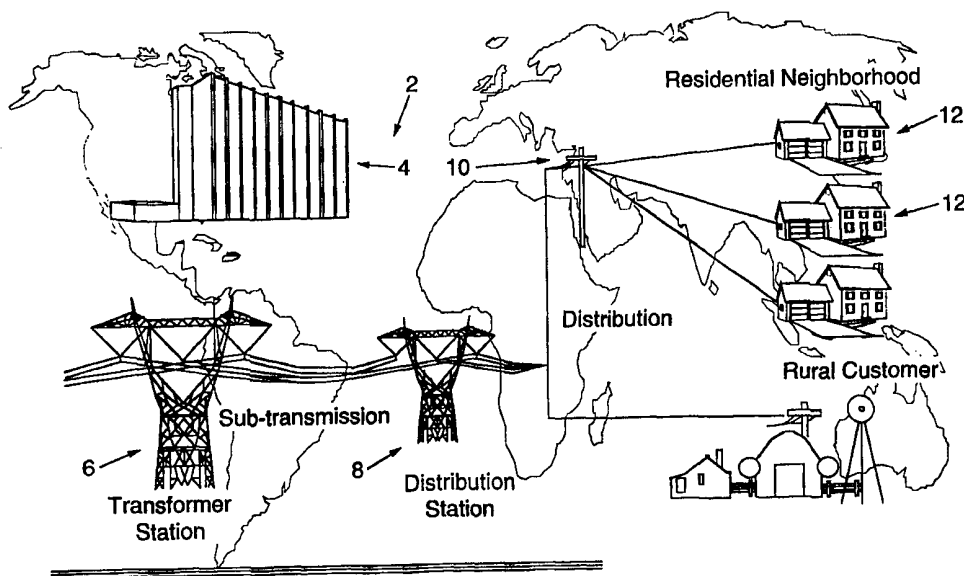 2
Residential Neighborhood
12
10
4
12
Distribution
Rural Customer
Sub-transmission
6
8
Transformer
Station
Distribution
Station